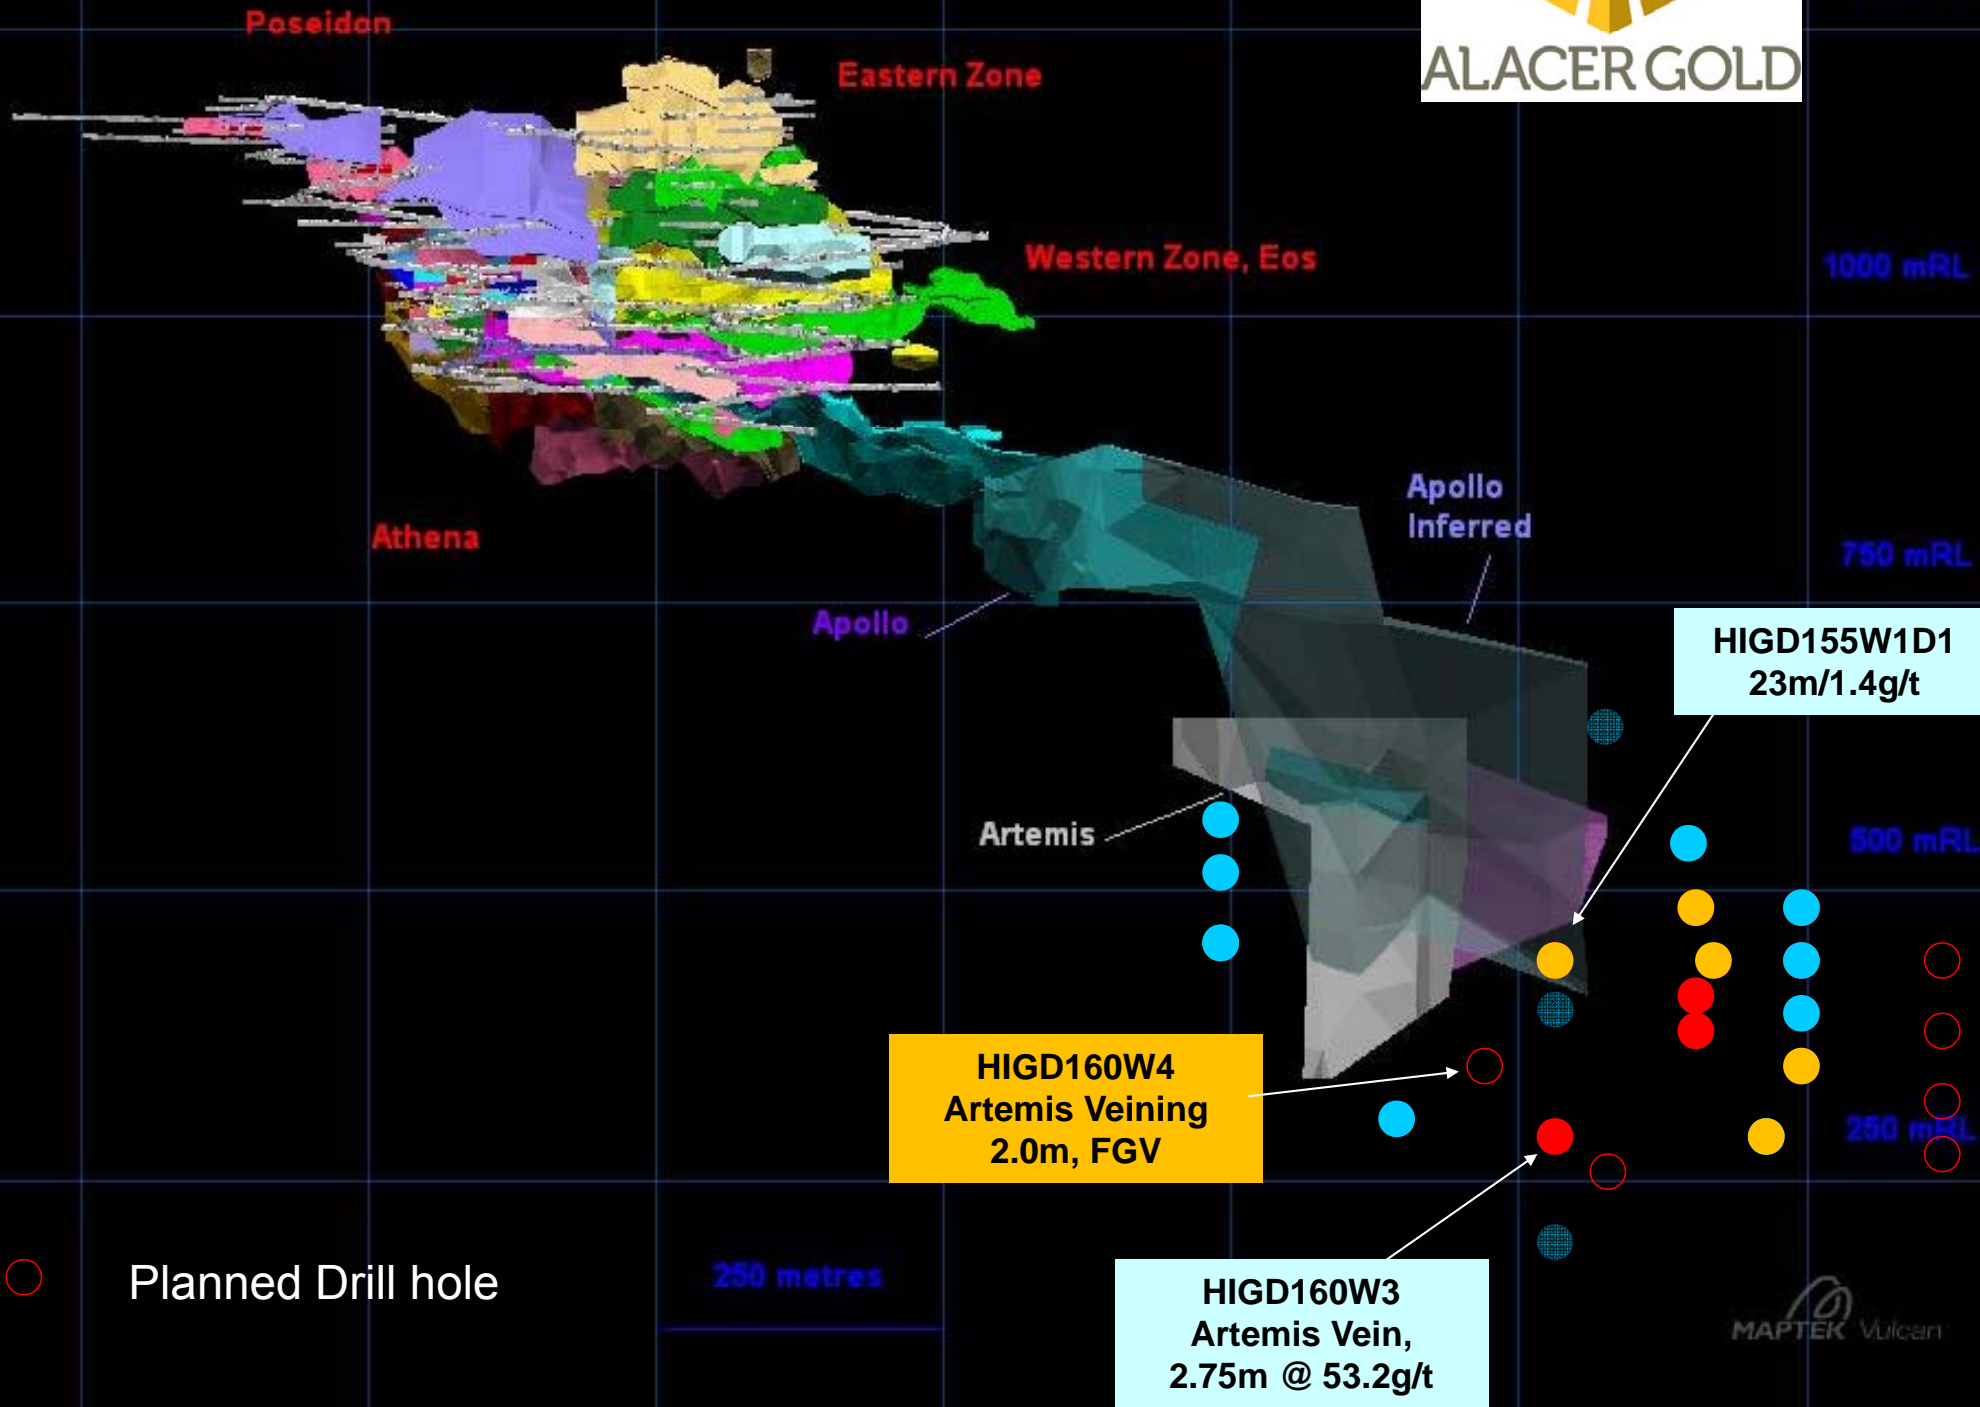 Poseidon
ALACER GOLD
Eastern Zone
Western Zone, Eos
1000 mRL
Apollo
Inferred
Athena
750 mRL
Apollo
HIGD155W1D1
23m/1.4g/t
Artemis
500 mRL
HIGD160W4
Artemis Veining
2.0m, FGV
250 mRL
Planned Drill hole
250 metres
HIGD160W3
Artemis Vein,
2.75m @ 53.2g/t
MAPTEK Vulcan